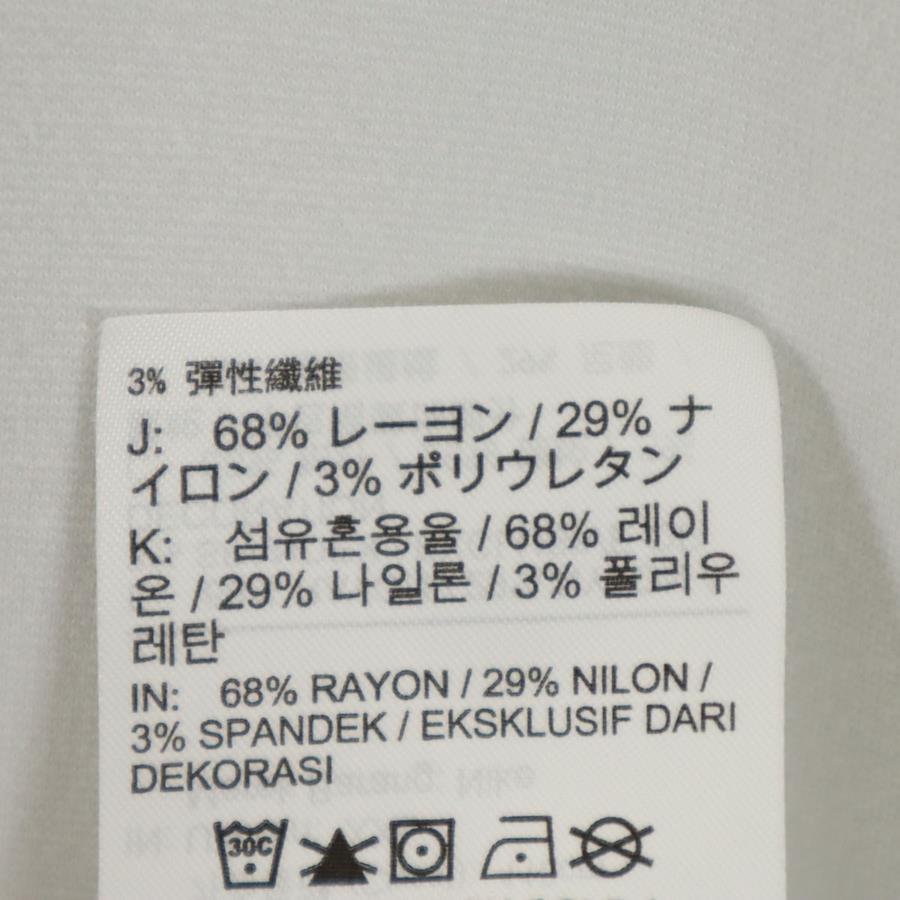 3% 彈性纖維
J: 68% レーヨン / 29% ナ
イロン / 3% ポリウレタン
K: 섬유혼용율 / 68% 레이
온 / 29% 나일론 / 3% 폴리우
레탄
IN: 68% RAYON / 29% NILON /
3% SPANDEK / EKSKLUSIF DARI
DEKORASI
30C